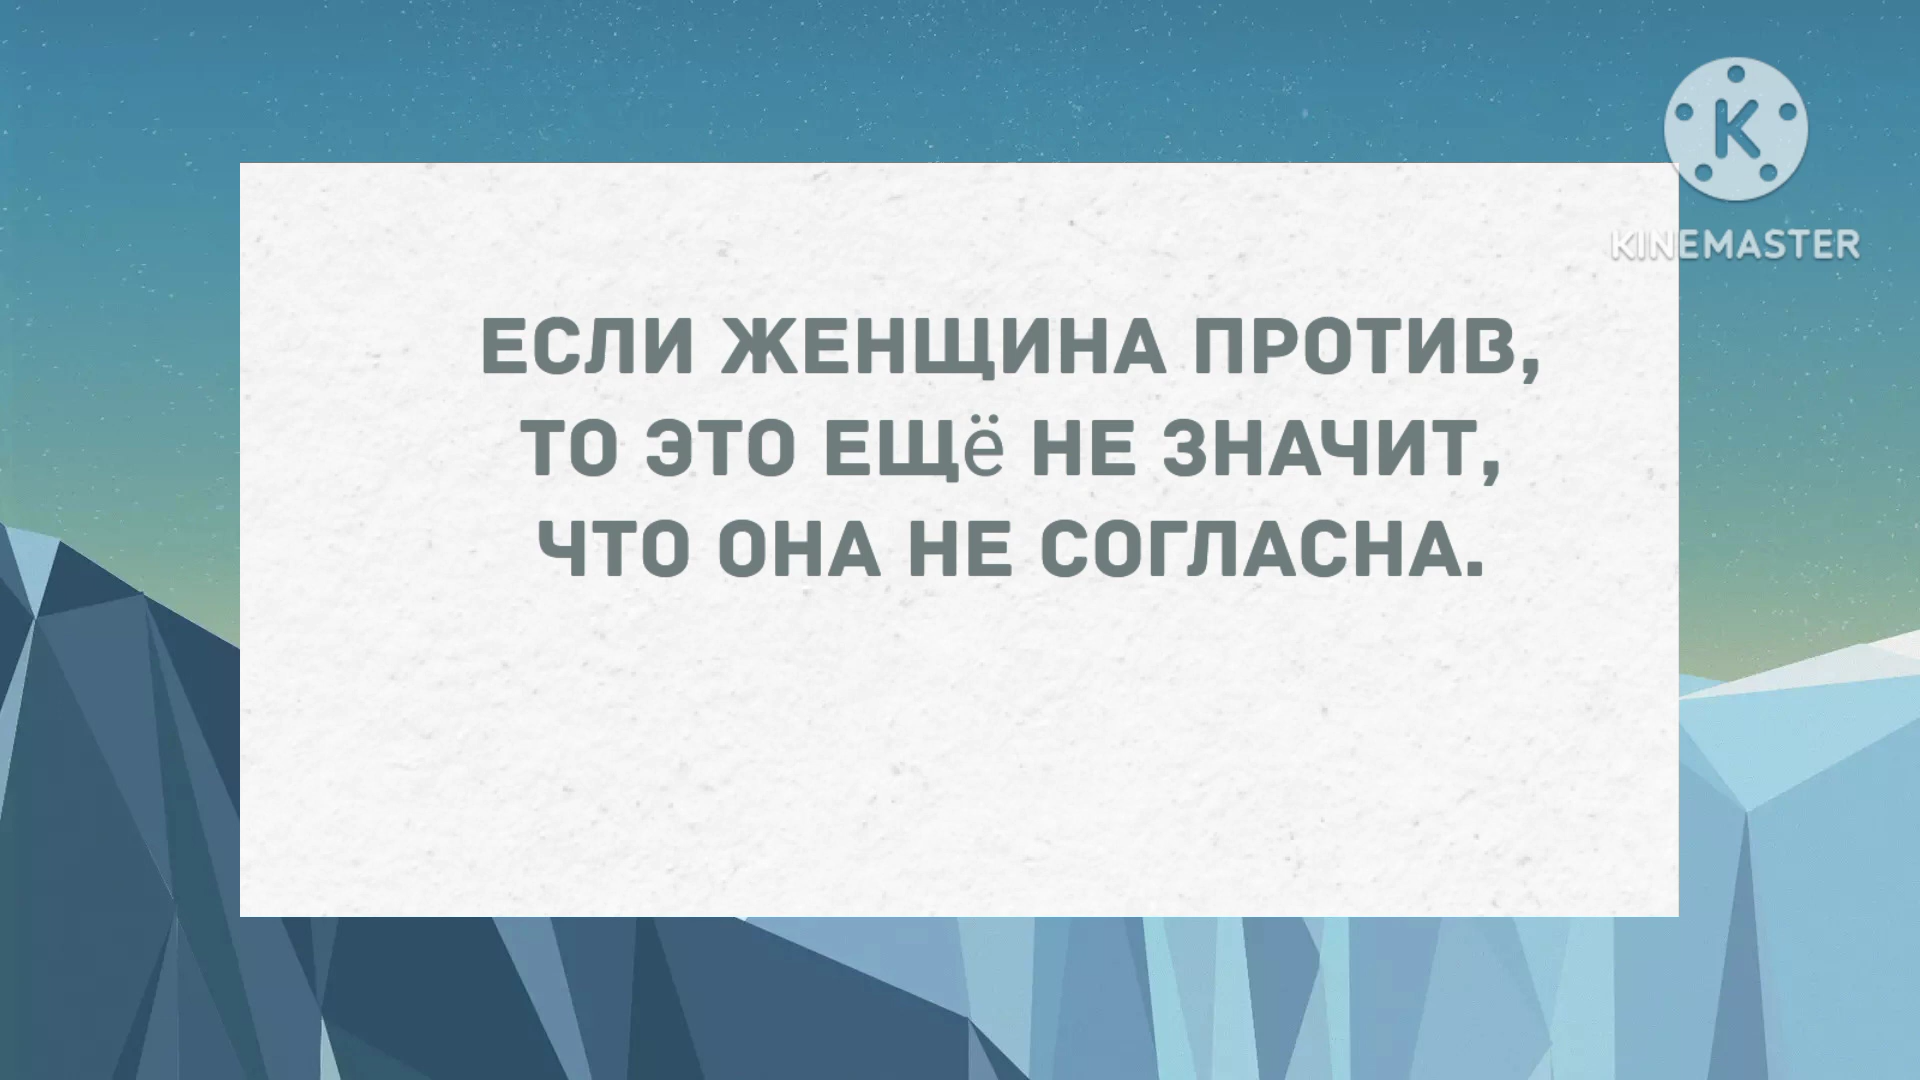 KINEMASTER
ЕСЛИ ЖЕНЩИНА ПРОТИВ,
ТО ЭТО ЕЩё НЕ ЗНАЧИТ,
ЧТО ОНА НЕ СОГЛАСНА.